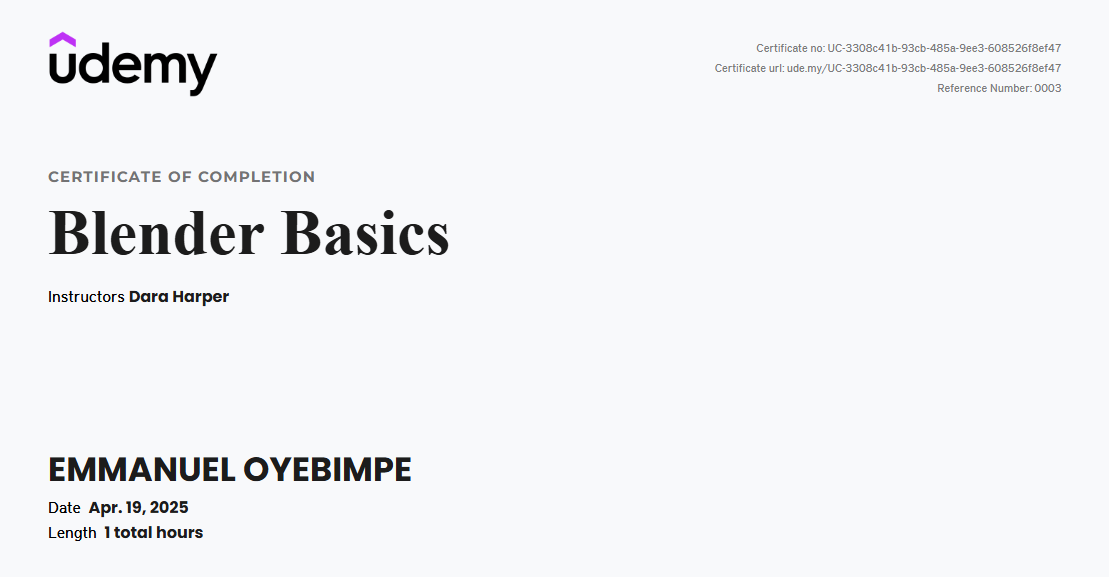 udemy
Certificate no: UC-3308c41b-93cb-485a-9ee3-608526f8ef47
Certificate url: ude.my/UC-3308c41b-93cb-485a-9ee3-608526f8ef47
Reference Number: 0003
CERTIFICATE OF COMPLETION
Blender Basics
Instructors Dara Harper
EMMANUEL OYEBIMPE
Date Apr. 19, 2025
Length 1 total hours